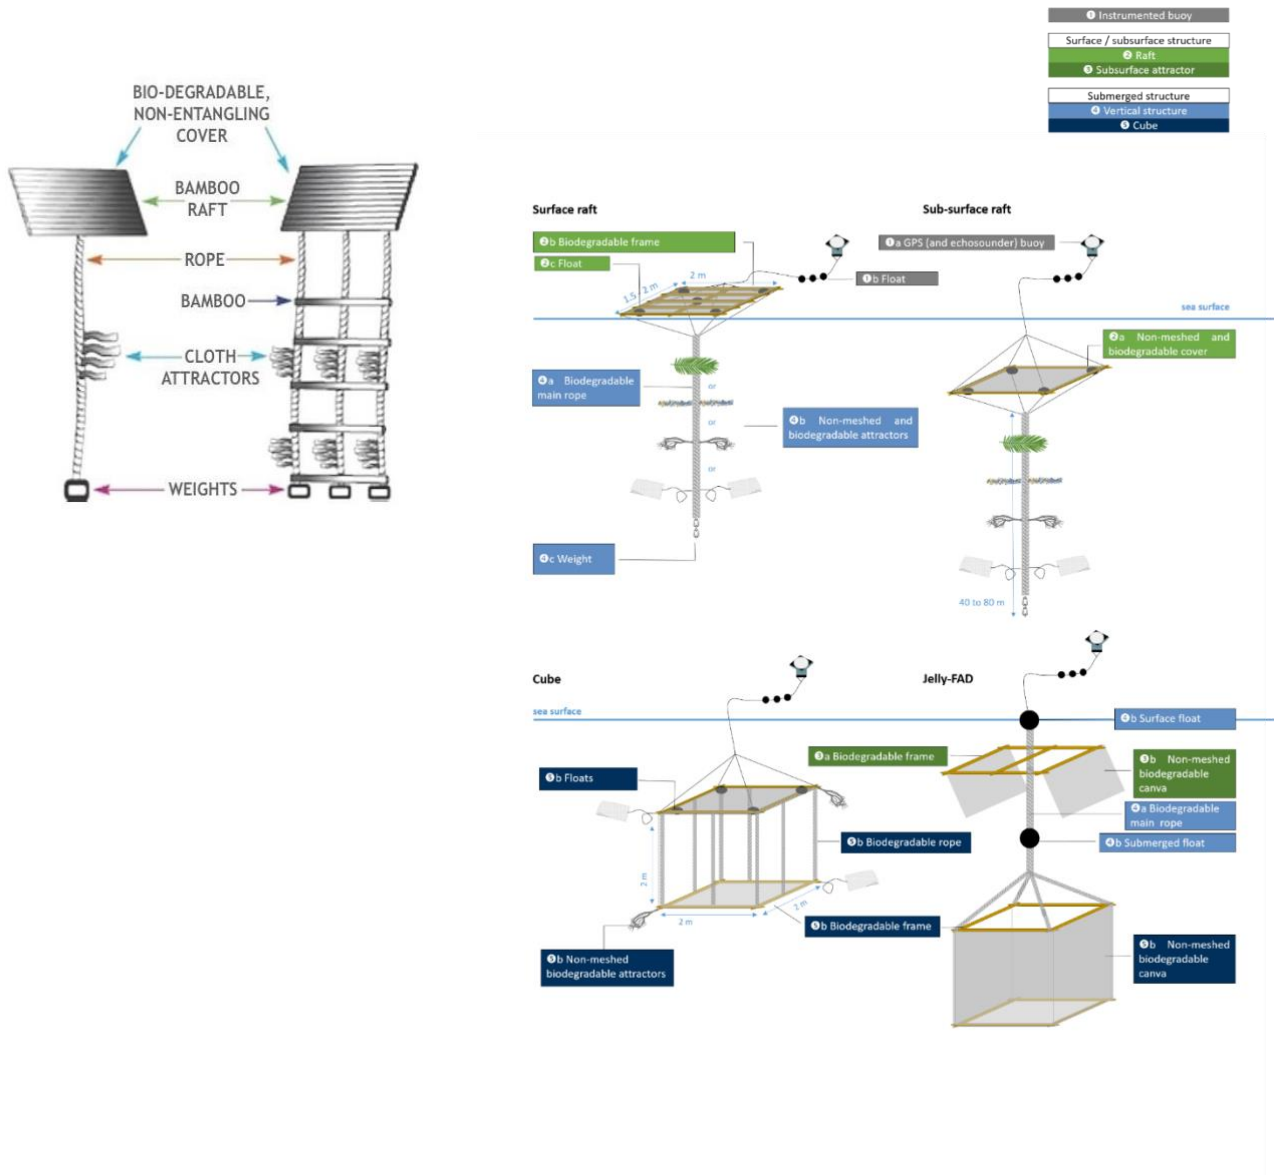 BIO-DEGRADABLE,
NON-ENTANGLING
COVER
BAMBOO
RAFT
ROPE
BAMBOO
CLOTH
ATTRACTORS
WEIGHTS
❶ Instrumented buoy
Surface / subsurface structure
❷ Raft
❸ Subsurface attractor
Submerged structure
❹ Vertical structure
❺ Cube
Surface raft
❷b Biodegradable frame
❷c Float
1.5 - 2 m
2 m
❶b Float
❹a Biodegradable
main rope
or
or
or
❹b Non-meshed and
biodegradable attractors
❹c Weight
Sub-surface raft
❶a GPS (and echosounder) buoy
sea surface
❷a Non-meshed and
biodegradable cover
40 to 80 m
Cube
sea surface
❺b Floats
2 m
2 m
2 m
❺b Biodegradable rope
❺b Biodegradable frame
❺b Non-meshed
biodegradable attractors
Jelly-FAD
❹b Surface float
❸a Biodegradable frame
❸b Non-meshed
biodegradable
canva
❹a Biodegradable
main rope
❹b Submerged float
❺b Non-meshed
biodegradable
canva